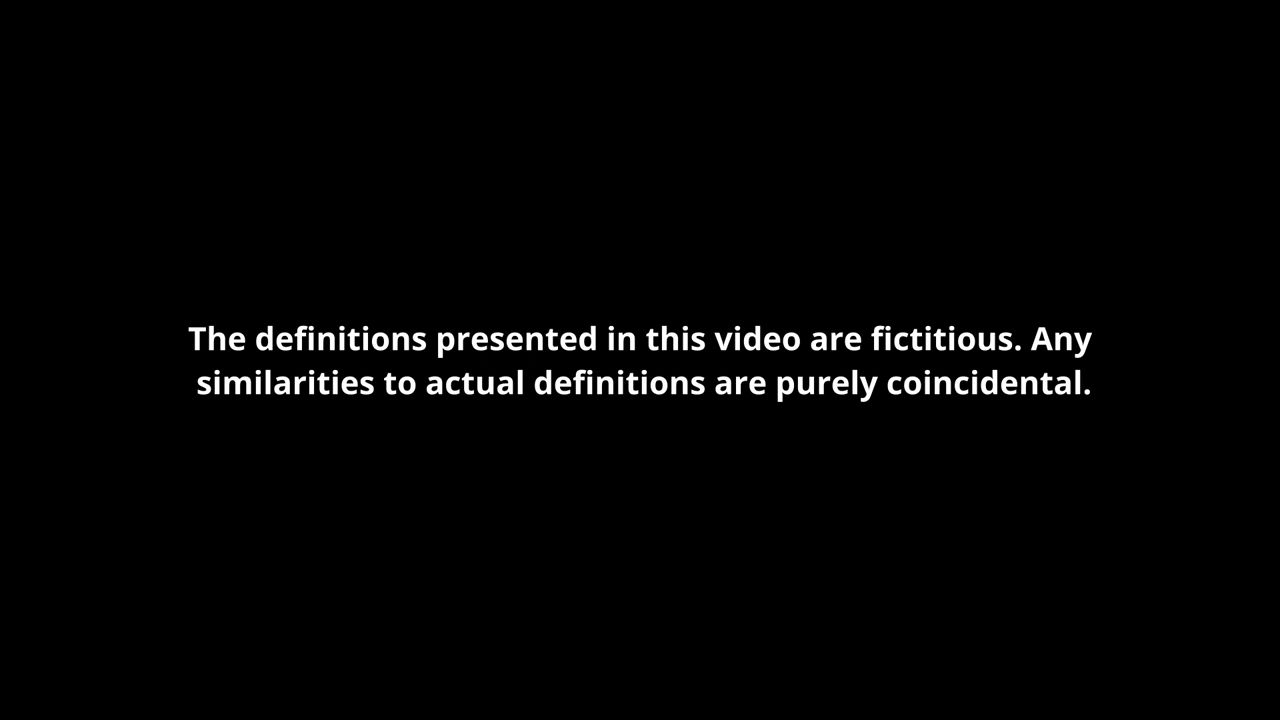 The definitions presented in this video are fictitious. Any
similarities to actual definitions are purely coincidental.